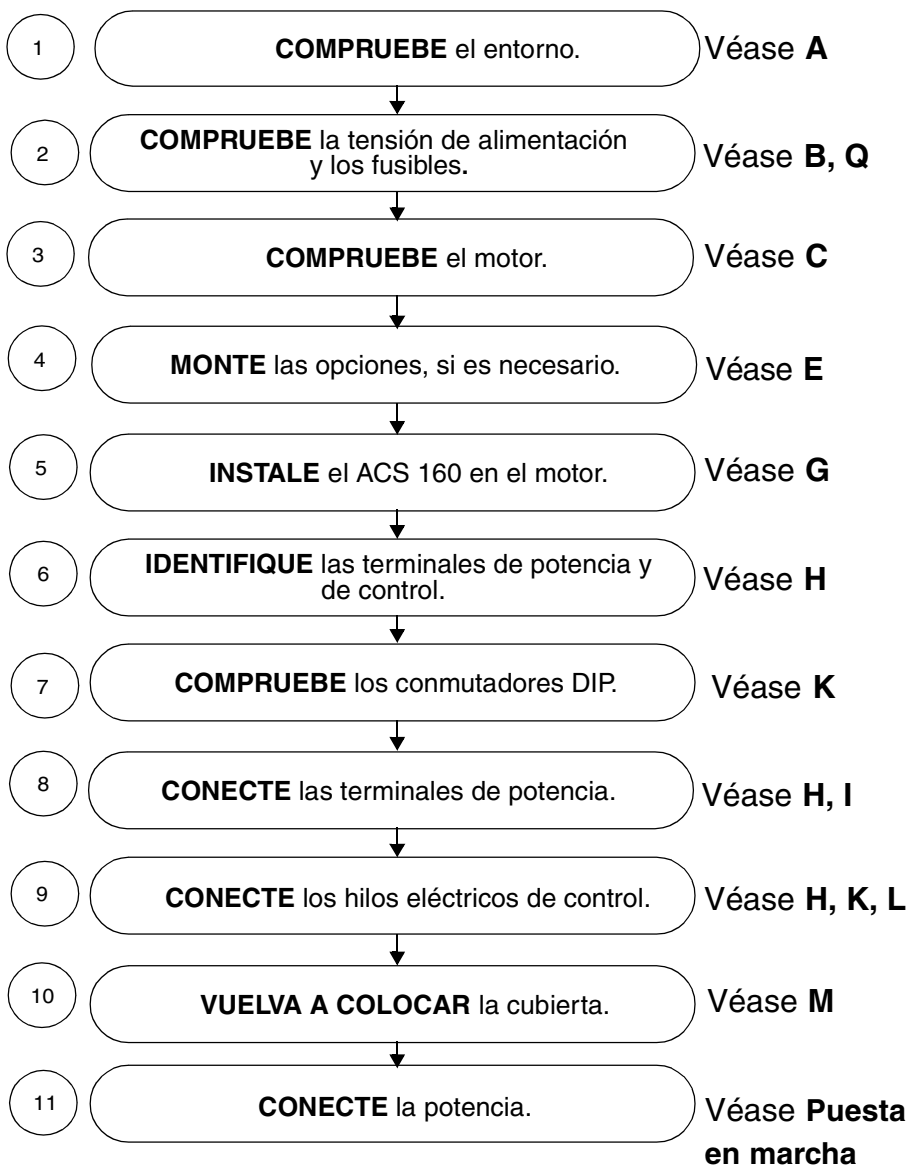 1 COMPRUEBE el entorno. Véase A
2 COMPRUEBE la tensión de alimentación
y los fusibles. Véase B, Q
3 COMPRUEBE el motor. Véase C
4 MONTE las opciones, si es necesario. Véase E
5 INSTALE el ACS 160 en el motor. Véase G
6 IDENTIFIQUE las terminales de potencia y
de control. Véase H
7 COMPRUEBE los conmutadores DIP. Véase K
8 CONECTE las terminales de potencia. Véase H, I
9 CONECTE los hilos eléctricos de control. Véase H, K, L
10 VUELVA A COLOCAR la cubierta. Véase M
11 CONECTE la potencia. Véase Puesta
en marcha